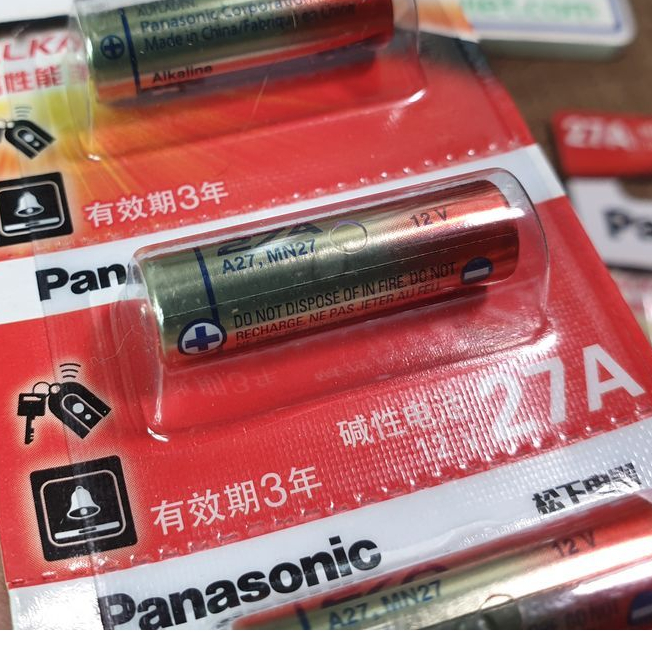 Panasonic Corporation
Made in China/Fabriqué en Chine
Alkaline
LKA
性能
27A
有效期3年
27A
12 V
A27, MN27
Pan
Pa
DO NOT DISPOSE OF IN FIRE, DO NOT
RECHARGE. NE PAS JETER AU FEU.
27A
碱性电池
12 V
有效期3年
松下电器
Panasonic
12 V
A27, MN27